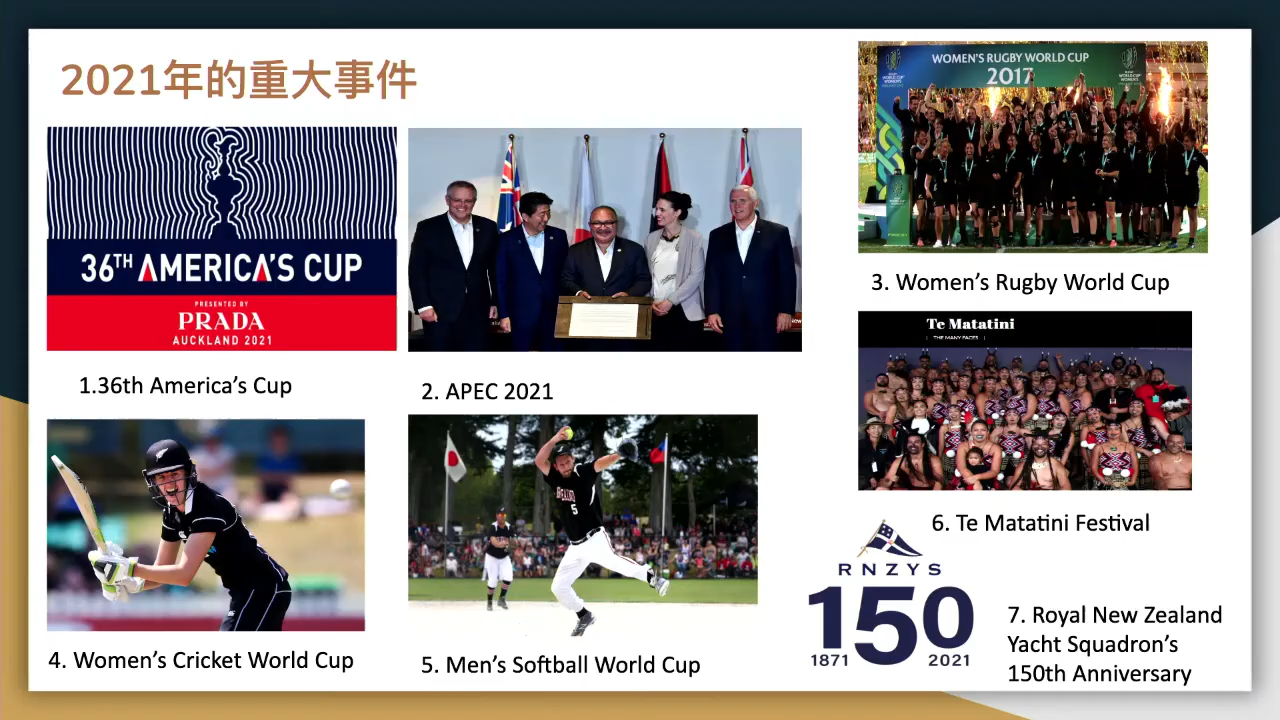 2021年的重大事件
36TH AMERICA'S CUP
PRESENTED BY
PRADA
AUCKLAND 2021
1.36th America's Cup
2. APEC 2021
WOMEN'S RUGBY WORLD CUP
2017
3. Women's Rugby World Cup
4. Women's Cricket World Cup
5
5. Men's Softball World Cup
Te Matatini
THE MANY FACES
6. Te Matatini Festival
RNZYS
150
1871 2021
7. Royal New Zealand
Yacht Squadron's
150th Anniversary